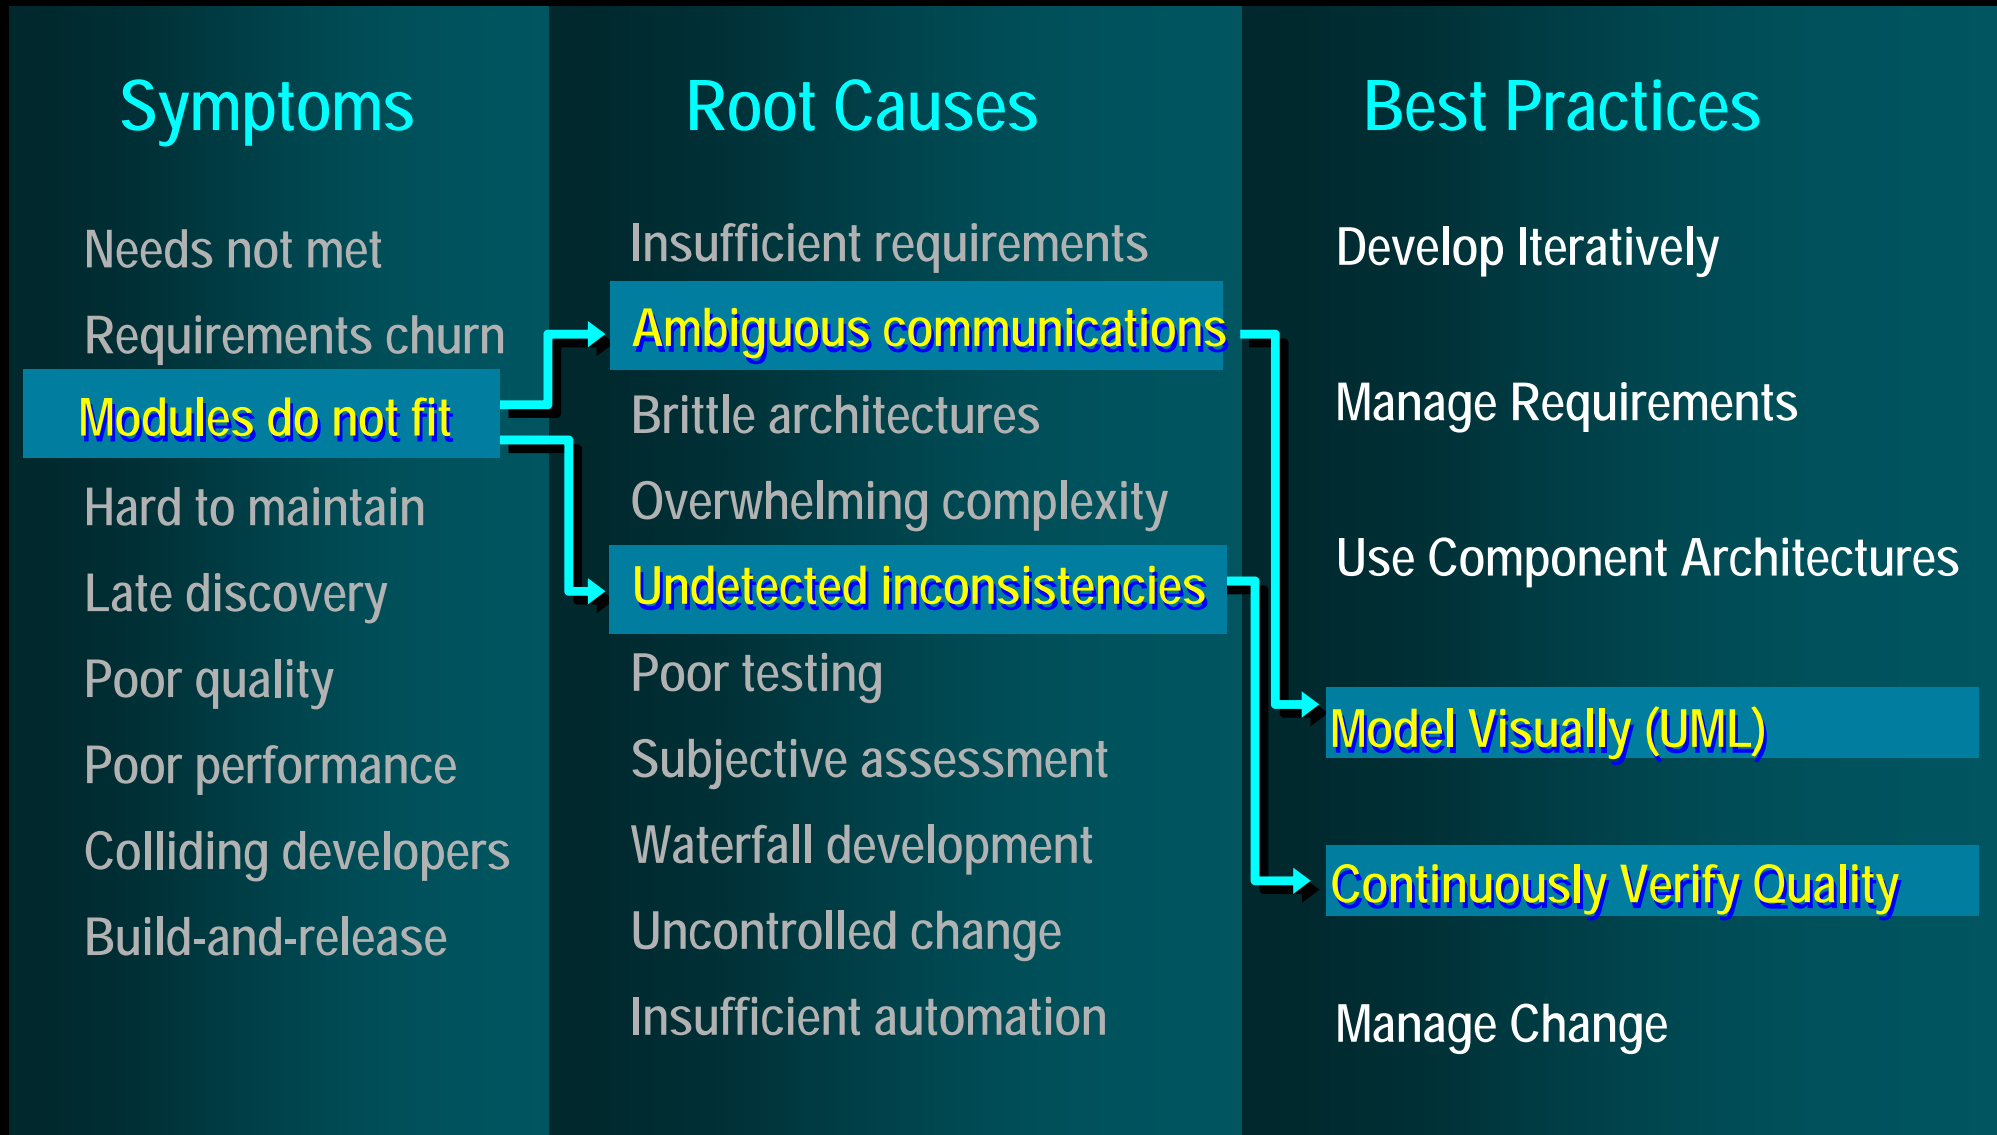 Symptoms
Needs not met
Requirements churn
Modules do not fit
Hard to maintain
Late discovery
Poor quality
Poor performance
Colliding developers
Build-and-release
Root Causes
Insufficient requirements
Ambiguous communications
Brittle architectures
Overwhelming complexity
Undetected inconsistencies
Poor testing
Subjective assessment
Waterfall development
Uncontrolled change
Insufficient automation
Best Practices
Develop Iteratively
Manage Requirements
Use Component Architectures
Model Visually (UML)
Continuously Verify Quality
Manage Change